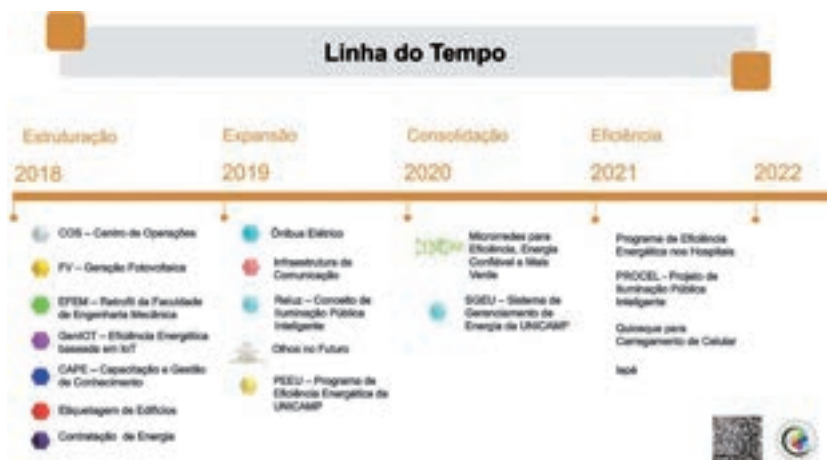 Linha do Tempo
Estruturação
2018
COS – Centro de Operações
FV – Geração Fotovoltaica
EFEM – Retrofit da Faculdade
de Engenharia Mecânica
GenIOT – Eficiência Energética
baseada em IoT
CAPE – Capacitação e Gestão
de Conhecimento
Etiquetagem de Edifícios
Contratação de Energia
Expansão
2019
Ônibus Elétrico
Infraestrutura de
Comunicação
Reluz – Conceito de
Iluminação Pública
Inteligente
Olhos no Futuro
PEEU – Programa de
Eficiência Energética da
UNICAMP
Consolidação
2020
Microrredes para
Eficiência, Energia
Confiável e Mais
Verde
SGEU – Sistema de
Gerenciamento de
Energia da UNICAMP
Eficiência
2021
Programa de Eficiência
Energética nos Hospitais
PROCEL – Projeto de
Iluminação Pública
Inteligente
Quiosque para
Carregamento de Celular
Iepê
2022